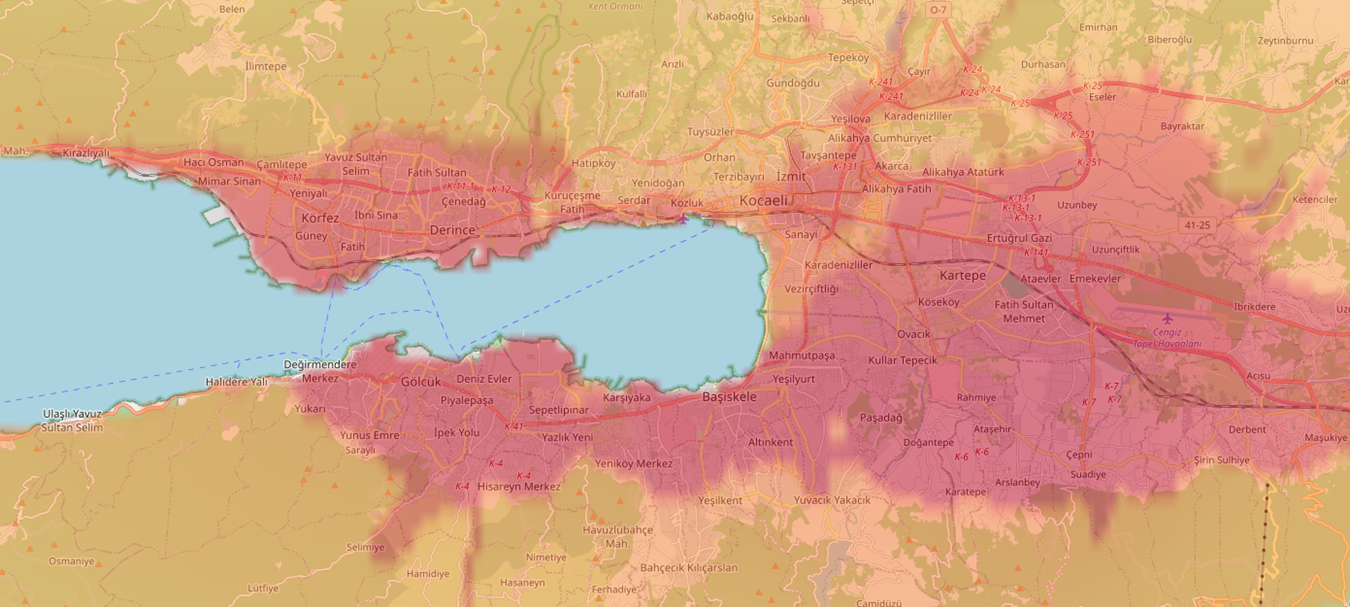 Belen
Kent Ormanı
Kabaoğlu
Sekbanlı
Sepetçi
O-7
Emirhan
Biberoğlu
Zeytinburnu
İlimtepe
Arızlı
Tepeköy
Durhasan
Gündoğdu
Çayır
K-24
K-241
K-241
K-24
K-24
K-25
K-25
Eseler
Kulfallı
Yeşilova
Karadenizliler
K-25
Bayraktar
Tuysuzler
Alikahya Cumhuriyet
K-251
Mah.
Kirazlıyalı
Hacı Osman
Çamlıtepe
Yavuz Sultan
Selim
Fatih Sultan
Hatipköy
Orhan
Tavşantepe
K-131
Akarca
Alikahya Atatürk
K-251
Mimar Sinan
K-11
Yeniyalı
K-11-1
K-12
Çenedağ
Yenidoğan
Terzibayırı
İzmit
Alikahya Fatih
K-13-1
K-13-1
K-13-1
Uzunbey
Ketenciler
Kuruçeşme
Fatih
Serdar
Kozluk
Kocaeli
41-25
Körfez
İbni Sina
Güney
Derince
Fatih
Sanayi
Ertuğrul Gazi
K-141
Uzunçiftlik
Karadenizliler
Kartepe
Ataevler
Emekevler
Vezirçiftliği
Köseköy
Fatih Sultan
Mehmet
İbrikdere
Ovacık
Cengiz
Topel Havaalanı
Mahmutpaşa
Kullar Tepecik
Değirmendere
Merkez
Halıdere Yalı
Gölcük
Deniz Evler
Yeşilyurt
Acısu
K-7
K-7
K-7
Ulaşlı Yavuz
Sultan Selim
Yukarı
Piyalepaşa
Sepetlipınar
Karşıyaka
Başiskele
Rahmiye
Paşadağ
K-41
Yunus Emre
Saraylı
İpek Yolu
Yazlık Yeni
Altınkent
Doğantepe
Ataşehir
Derbent
Maşukiye
K-4
K-4
Hisareyn Merkez
Yeniköy Merkez
K-6
K-6
Çepni
Suadiye
Şirin Sulhiye
Yeşilkent
Yuvacık Yakacık
Karatepe
Arslanbey
Selimiye
Havuzlubahçe
Mah.
Osmaniye
Lütfiye
Hamidiye
Nimetiye
Hasaneyn
Ferhadiye
Bahçecik Kılıçarslan
Camidüzü